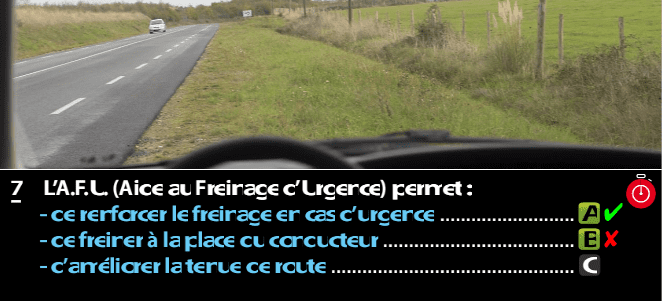 7 L'A.F.U. (Aide au Freinage d'Urgence) permet :
- de renforcer le freinage en cas d'urgence ........................... A
- de freiner à la place du conducteur ...................................... B
- d'améliorer la tenue de route ................................................. C